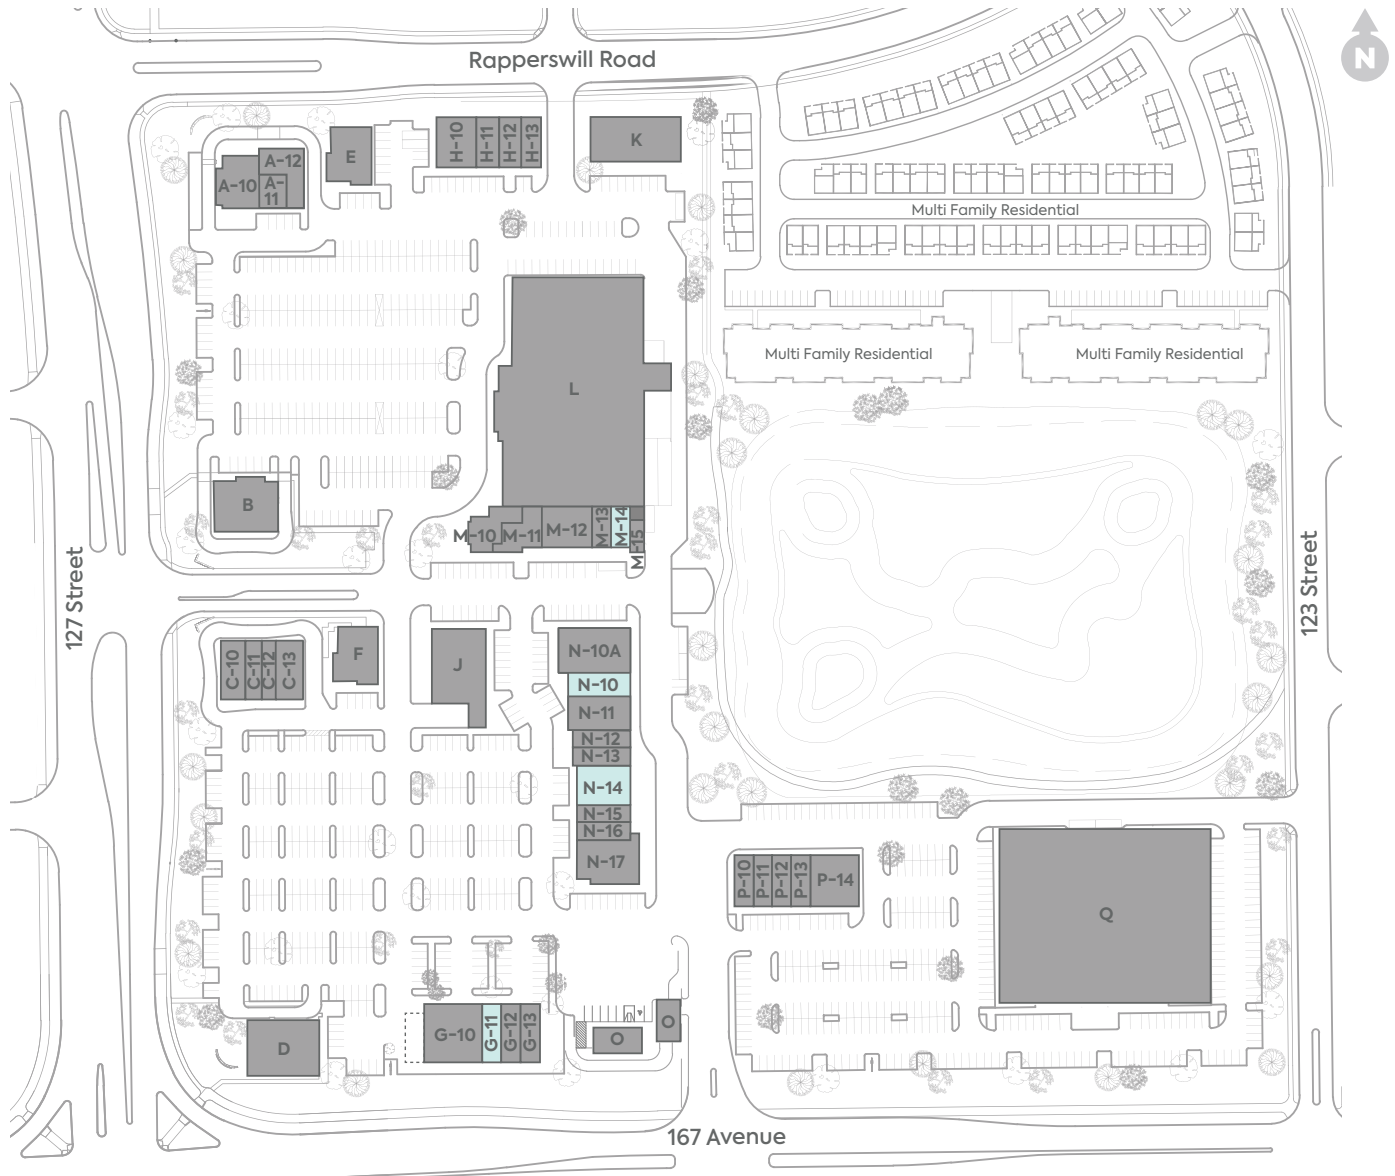 N
Rapperswill Road
H-10
H-11
H-12
H-13
K
E
A-12
A-10
A-
11
Multi Family Residential
Multi Family Residential
Multi Family Residential
L
B
M-10
M-11
M-12
M-13
M-14
M-15
127 Street
123 Street
C-10
C-11
C-12
C-13
F
J
N-10A
N-10
N-11
N-12
N-13
N-14
N-15
N-16
N-17
P-10
P-11
P-12
P-13
P-14
Q
D
G-10
G-11
G-12
G-13
O
O
167 Avenue